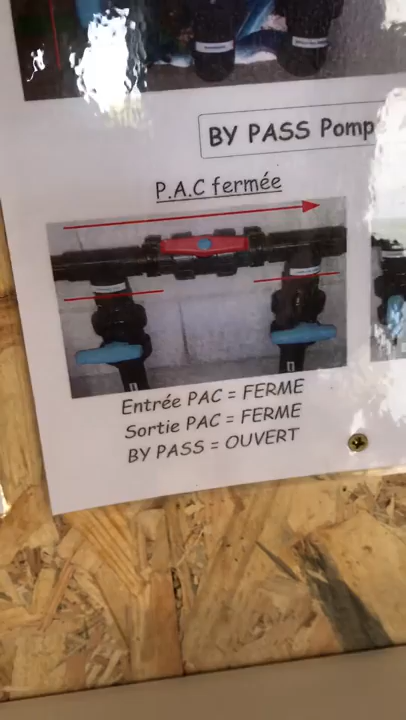 BY PASS Pomp
P.A.C fermée
Entrée PAC = FERME
Sortie PAC = FERME
BY PASS = OUVERT